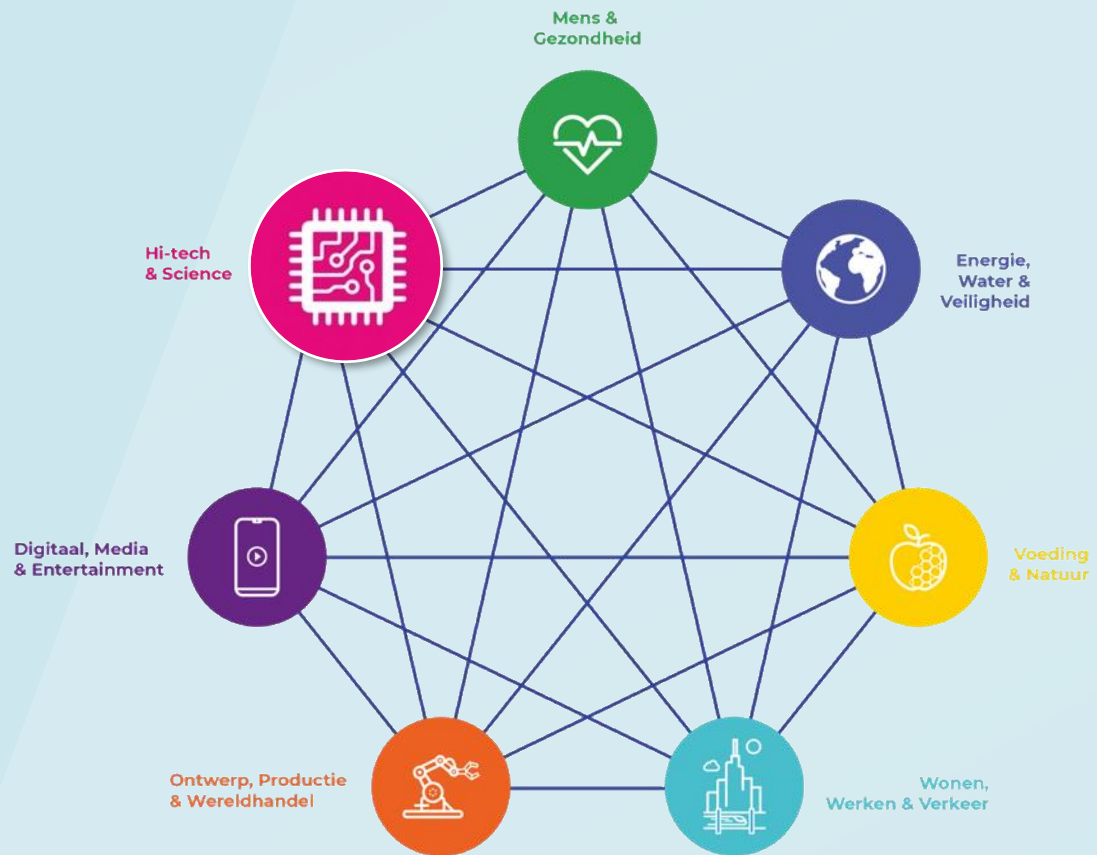 Mens &
Gezondheid
Hi-tech
& Science
Energie,
Water &
Veiligheid
Digitaal, Media
& Entertainment
Voeding
& Natuur
Ontwerp, Productie
& Wereldhandel
Wonen,
Werken & Verkeer